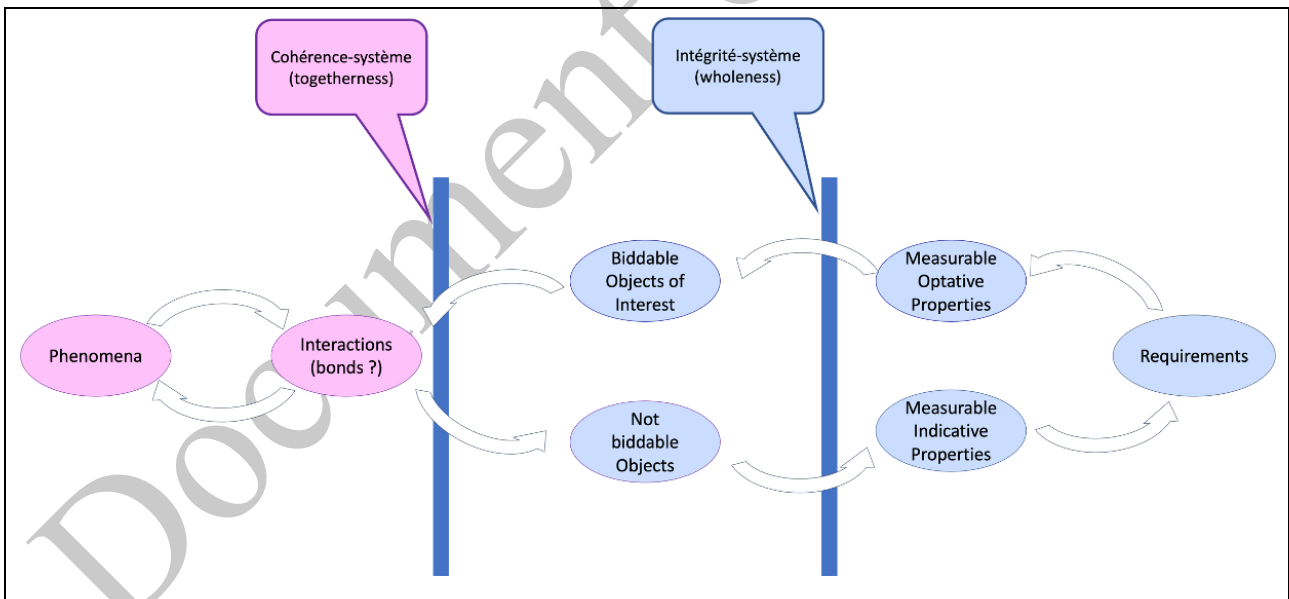 Cohérence-système
(togetherness)
Intégrité-système
(wholeness)
Biddable
Objects of
Interest
Measurable
Optative
Properties
Phenomena
Interactions
(bonds ?)
Requirements
Not
biddable
Objects
Measurable
Indicative
Properties
Document